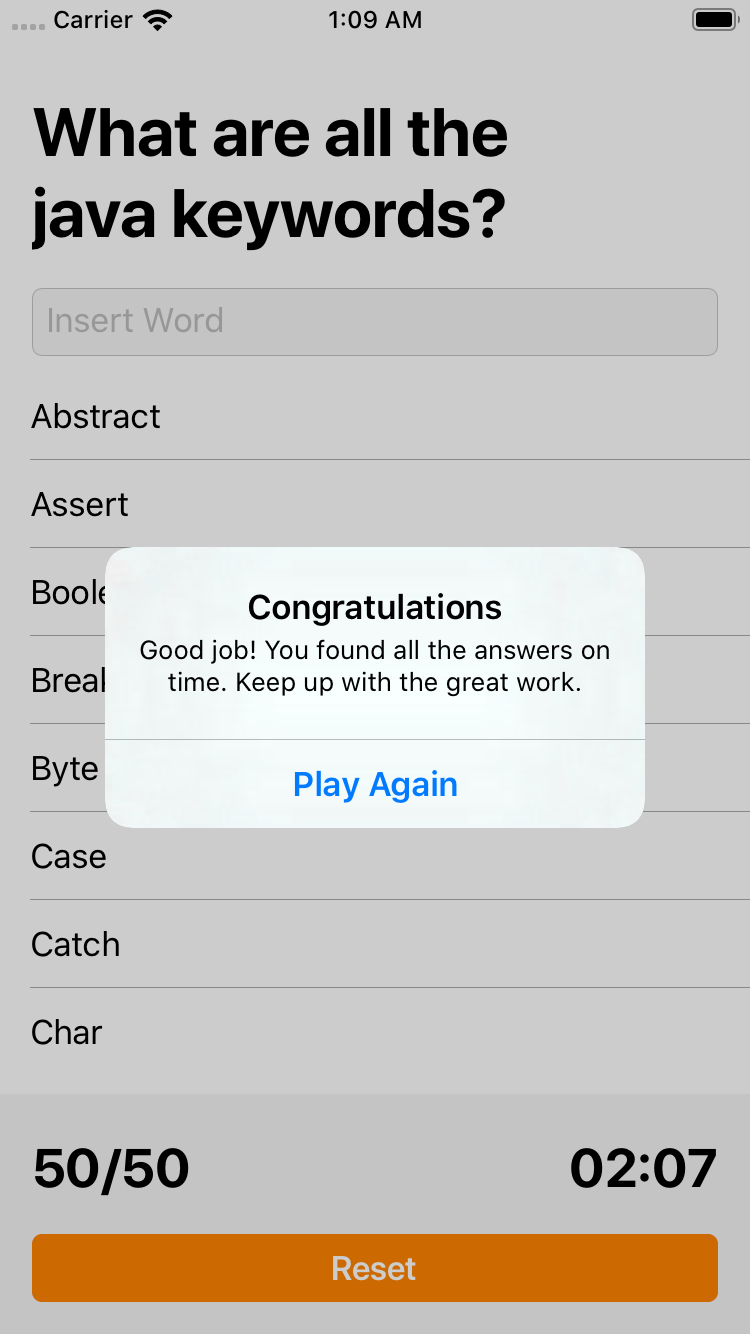 Carrier 1:09 AM
What are all the
java keywords?
Insert Word
Abstract
Assert
Boole
Break
Congratulations
Good job! You found all the answers on
time. Keep up with the great work.
Byte
Play Again
Case
Catch
Char
50/50 02:07
Reset